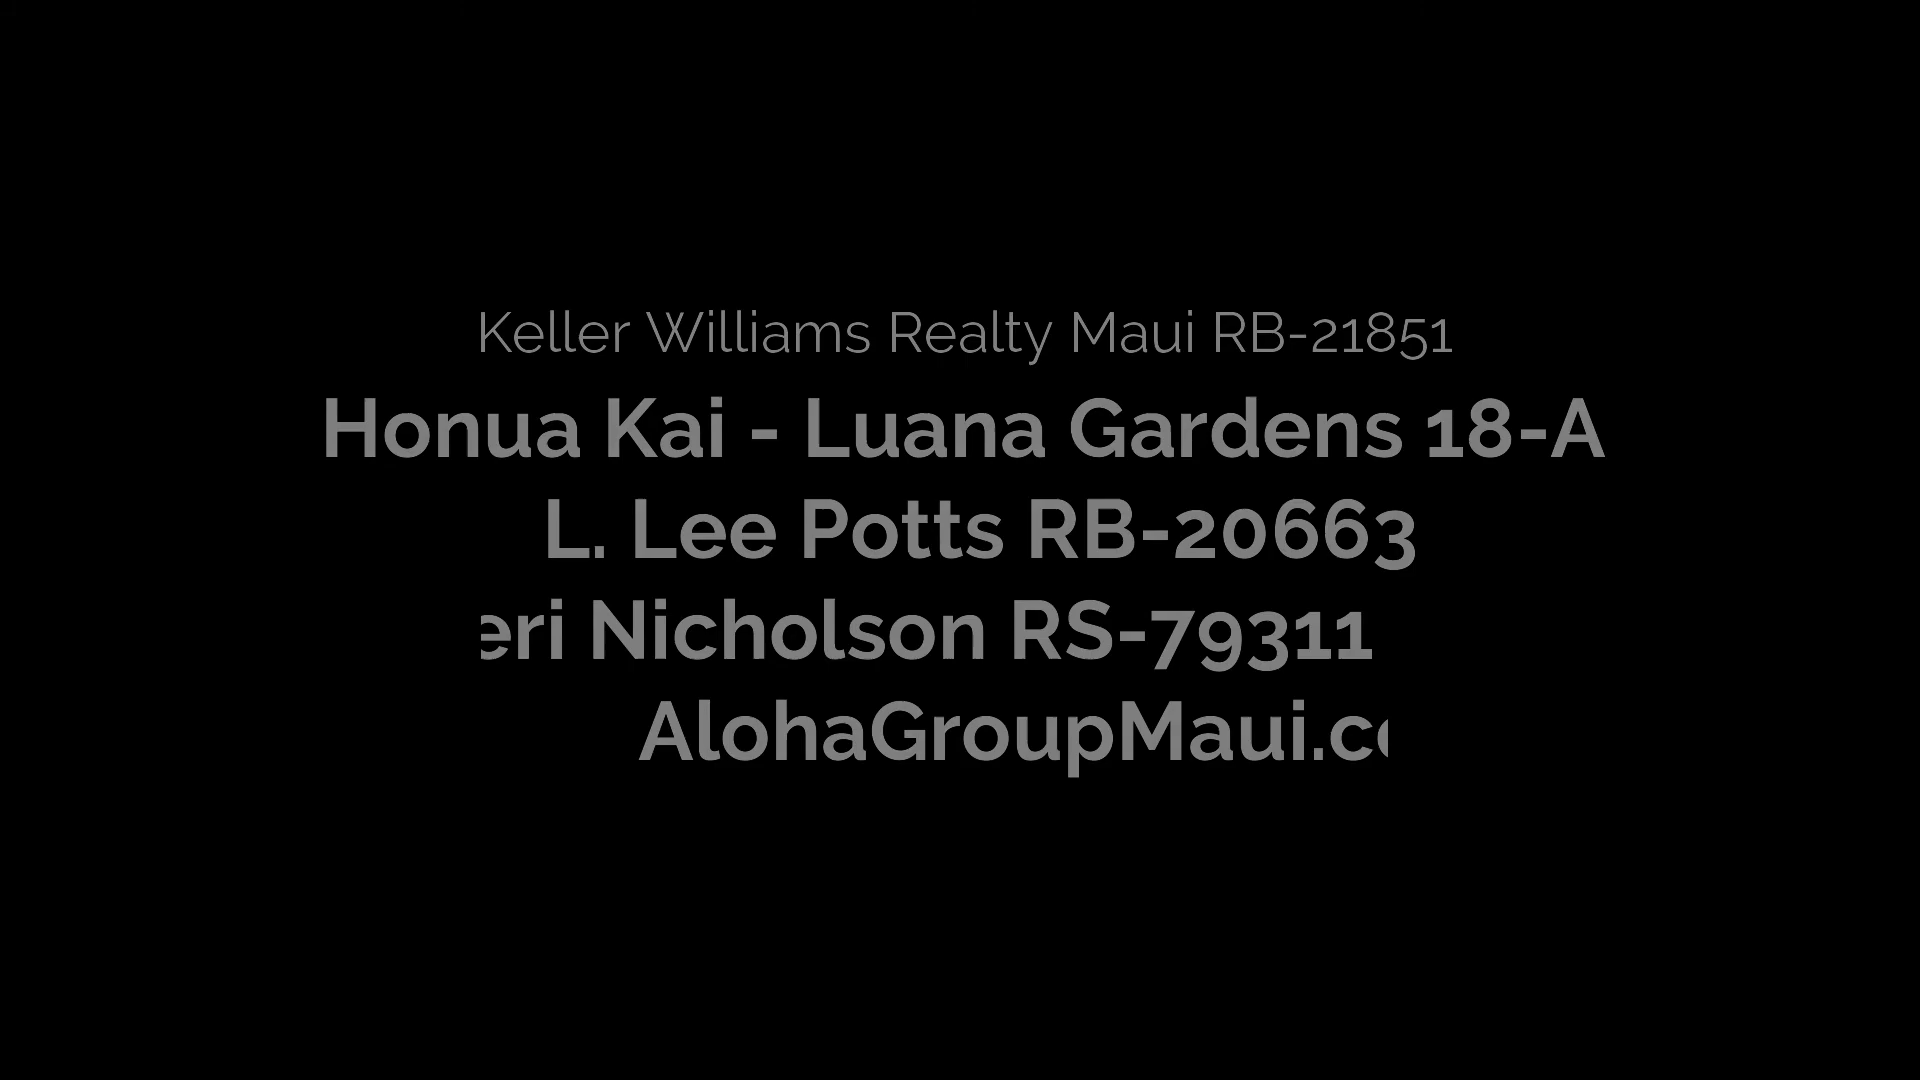 Keller Williams Realty Maui RB-21851
Honua Kai - Luana Gardens 18-A
L. Lee Potts RB-20663
eri Nicholson RS-79311
AlohaGroupMaui.co